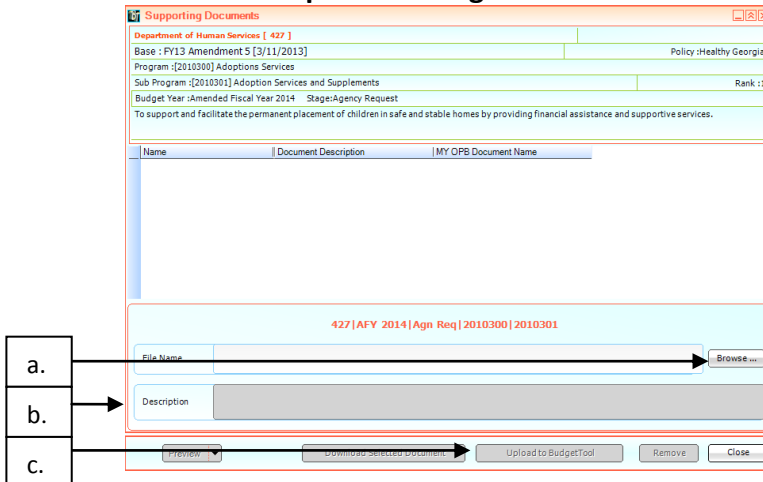 Supporting Documents
Department of Human Services [ 427 ]
Base : FY13 Amendment 5 [3/11/2013] Policy :Healthy Georgia
Program :[2010300] Adoptions Services
Sub Program :[2010301] Adoption Services and Supplements Rank :
Budget Year :Amended Fiscal Year 2014 Stage:Agency Request
To support and facilitate the permanent placement of children in safe and stable homes by providing financial assistance and supportive services.
Name Document Description MY OPB Document Name
427|AFY 2014|Agn Req|2010300|2010301
a. File Name Browse ...
b. Description
c. Preview Download Selected Document Upload to BudgetTool Remove Close